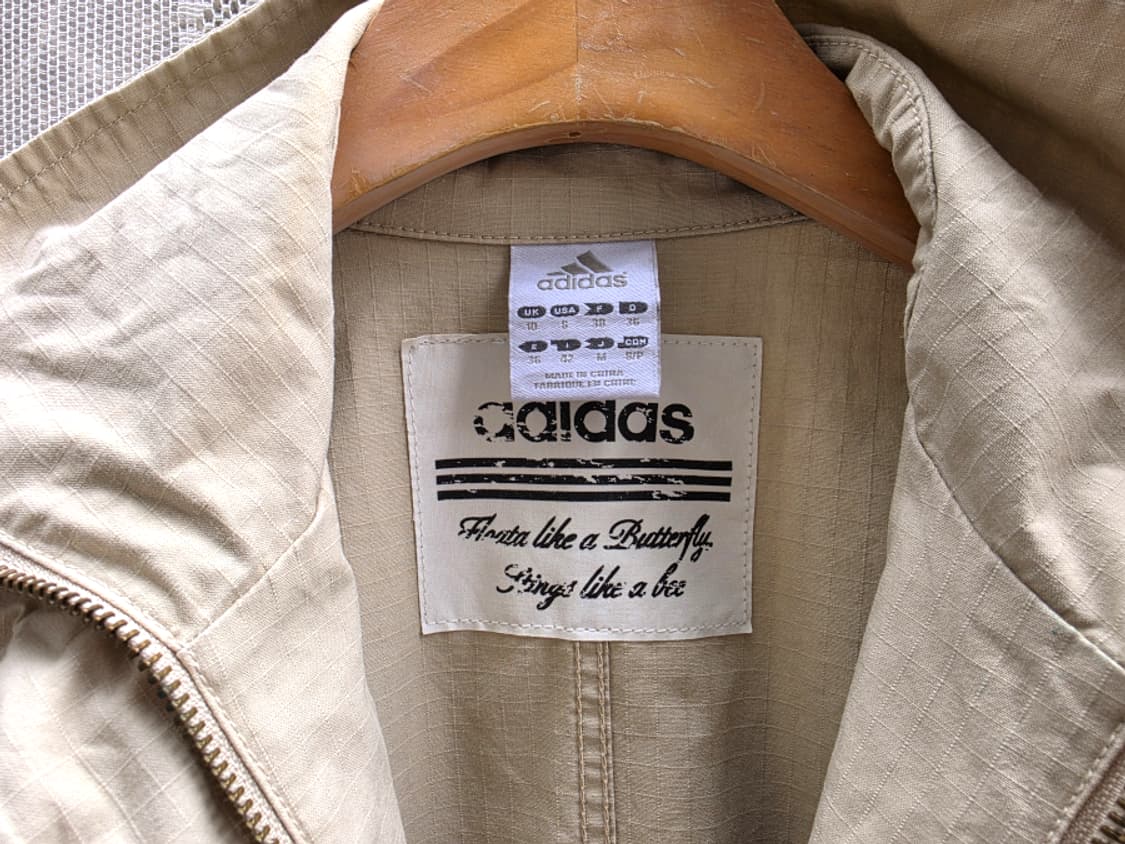 adidas
UK USA F D
10 S 38 36
E I J CDN
36 42 M S/P
MADE IN CHINA
FABRIQUE EN CHINE
adidas
Floats like a Butterfly,
Stings like a bee